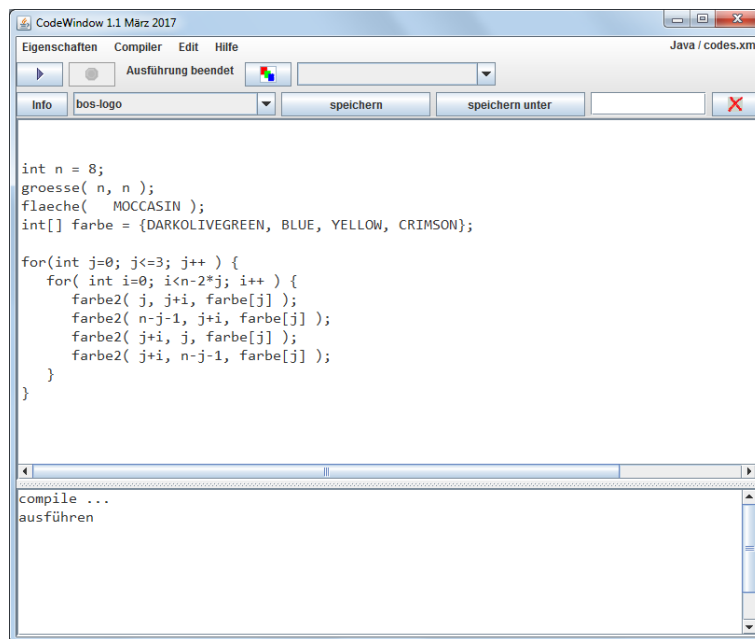 CodeWindow 1.1 März 2017
Eigenschaften Compiler Edit Hilfe Java / codes.xm
Ausführung beendet
Info bos-logo speichern speichern unter
int n = 8;
groesse( n, n );
flaeche(   MOCCASIN );
int[] farbe = {DARKOLIVEGREEN, BLUE, YELLOW, CRIMSON};
for(int j=0; j<=3; j++ ) {
   for( int i=0; i<n-2*j; i++ ) {
      farbe2( j, j+i, farbe[j] );
      farbe2( n-j-1, j+i, farbe[j] );
      farbe2( j+i, j, farbe[j] );
      farbe2( j+i, n-j-1, farbe[j] );
   }
}
compile ...
ausführen